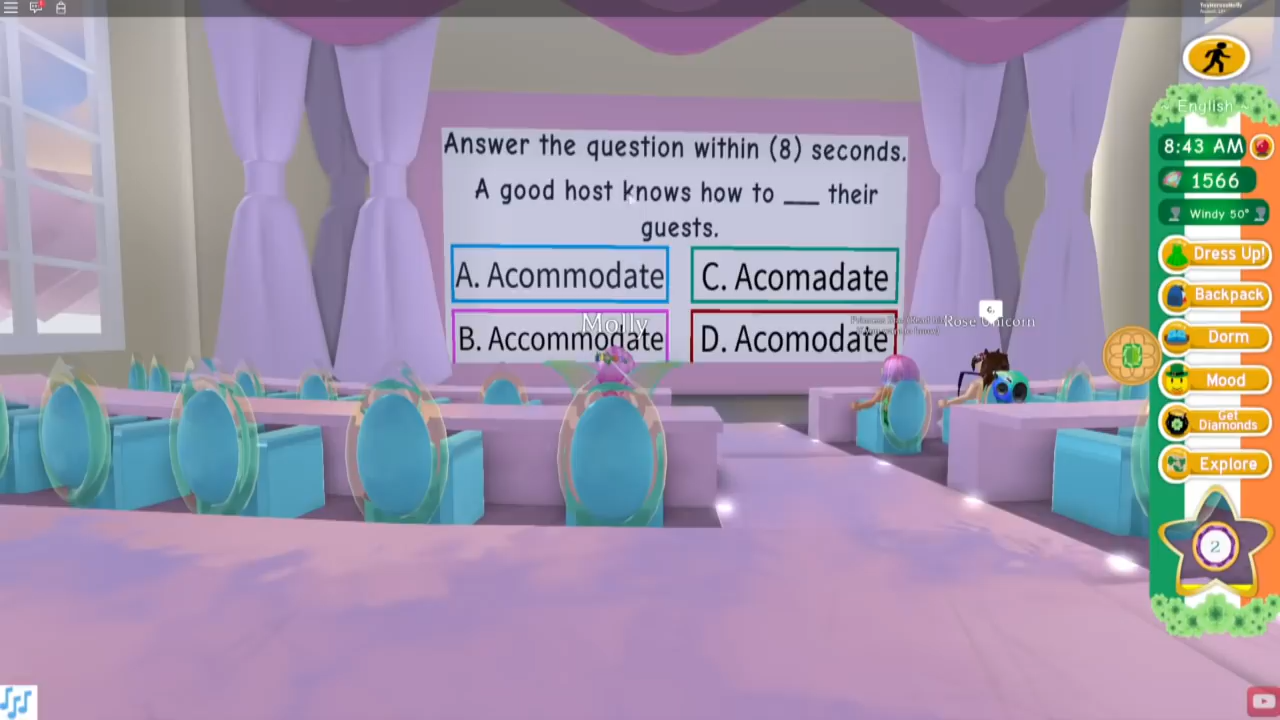 Answer the question within (8) seconds.
A good host knows how to ___ their
guests.
A. Acommodate
C. Acomadate
B. Accommodate
D. Acomodate
Molly
Rose Unicorn
~ English ~
8:43 AM
1566
Windy 50°
Dress Up!
Backpack
Dorm
Mood
Get
Diamonds
Explore
2